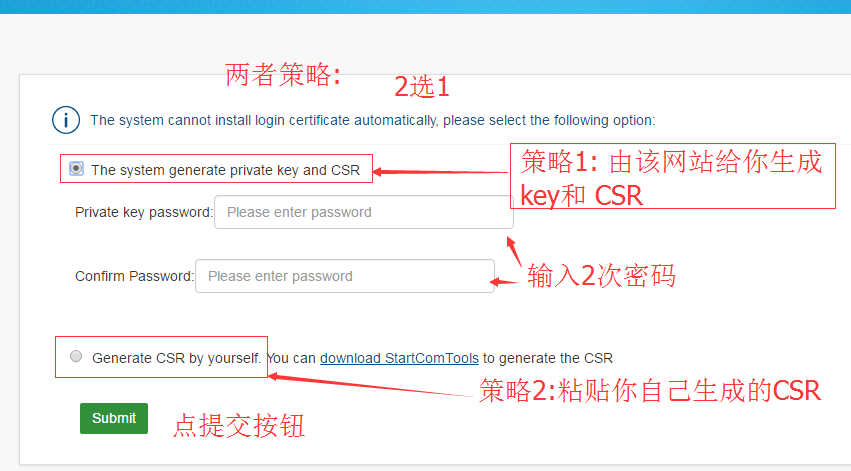 两者策略:
2选1
The system cannot install login certificate automatically, please select the following option:
The system generate private key and CSR
策略1: 由该网站给你生成
key和 CSR
Private key password:
Please enter password
输入2次密码
Confirm Password:
Please enter password
Generate CSR by yourself. You can download StartComTools to generate the CSR
策略2:粘贴你自己生成的CSR
Submit
点提交按钮